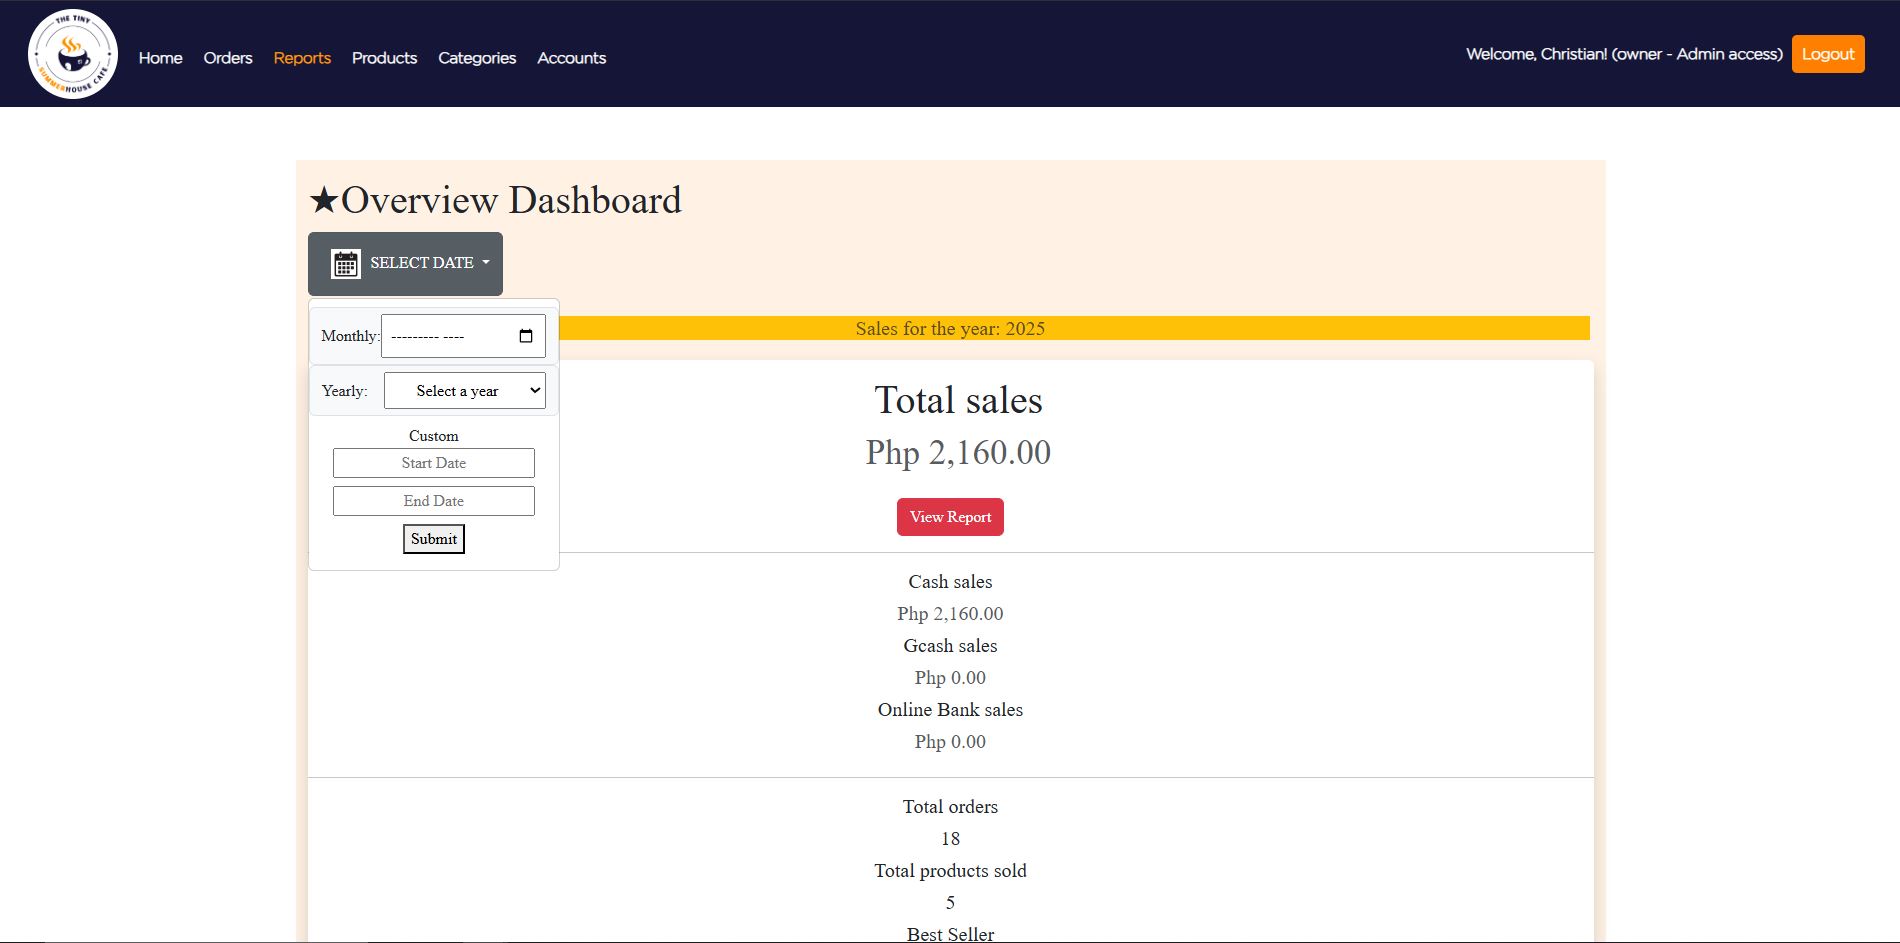 THE TINY
SUMMERHOUSE CAFE
Home Orders Reports Products Categories Accounts
Welcome, Christian! (owner - Admin access) Logout
★Overview Dashboard
SELECT DATE
Monthly: --------- ----
Yearly: Select a year
Custom
Start Date
End Date
Submit
Sales for the year: 2025
Total sales
Php 2,160.00
View Report
Cash sales
Php 2,160.00
Gcash sales
Php 0.00
Online Bank sales
Php 0.00
Total orders
18
Total products sold
5
Best Seller